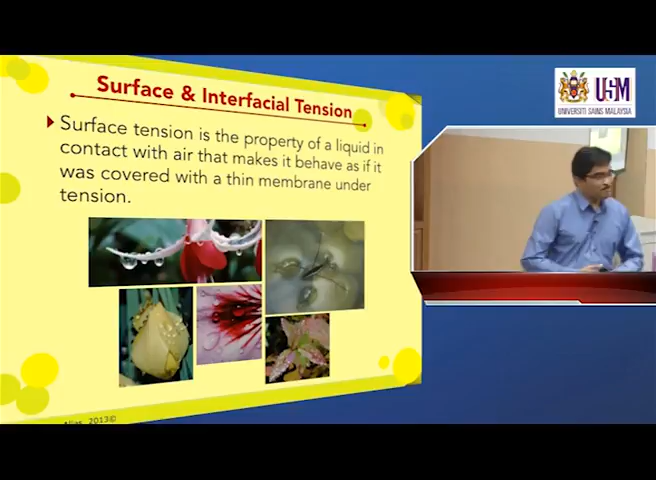 Surface & Interfacial Tension
Surface tension is the property of a liquid in
contact with air that makes it behave as if it
was covered with a thin membrane under
tension.
2013©
USM
UNIVERSITI SAINS MALAYSIA